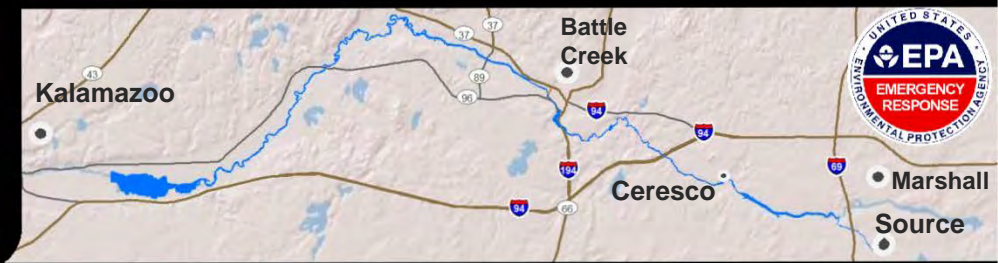 Battle
Creek
Kalamazoo
Ceresco
Marshall
Source
43
37
37
89
96
94
94
194
94
66
69
UNITED STATES
EPA
EMERGENCY
RESPONSE
ENVIRONMENTAL PROTECTION AGENCY